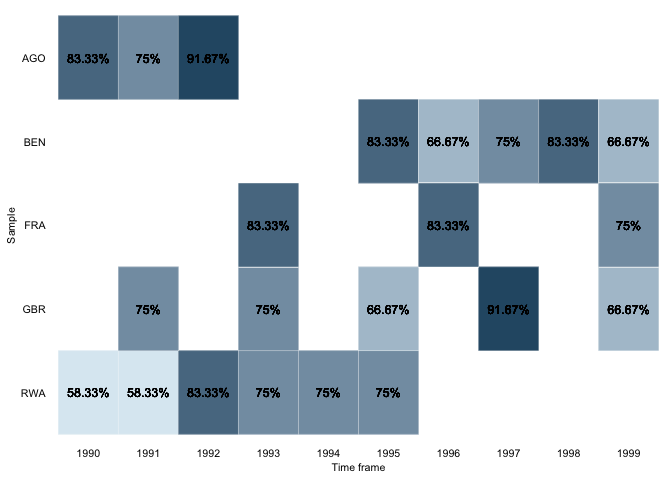 AGO 83.33% 75% 91.67%
BEN 83.33% 66.67% 75% 83.33% 66.67%
Sample
FRA 83.33% 83.33% 75%
GBR 75% 75% 66.67% 91.67% 66.67%
RWA 58.33% 58.33% 83.33% 75% 75% 75%
1990 1991 1992 1993 1994 1995 1996 1997 1998 1999
Time frame